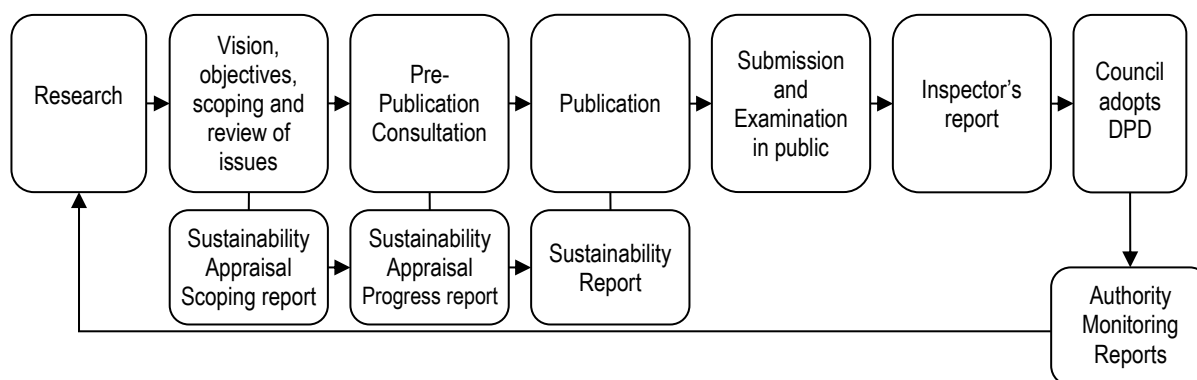 Research
Vision,
objectives,
scoping and
review of
issues
Pre-
Publication
Consultation
Publication
Submission
and
Examination
in public
Inspector’s
report
Council
adopts
DPD
Sustainability
Appraisal
Scoping report
Sustainability
Appraisal
Progress report
Sustainability
Report
Authority
Monitoring
Reports